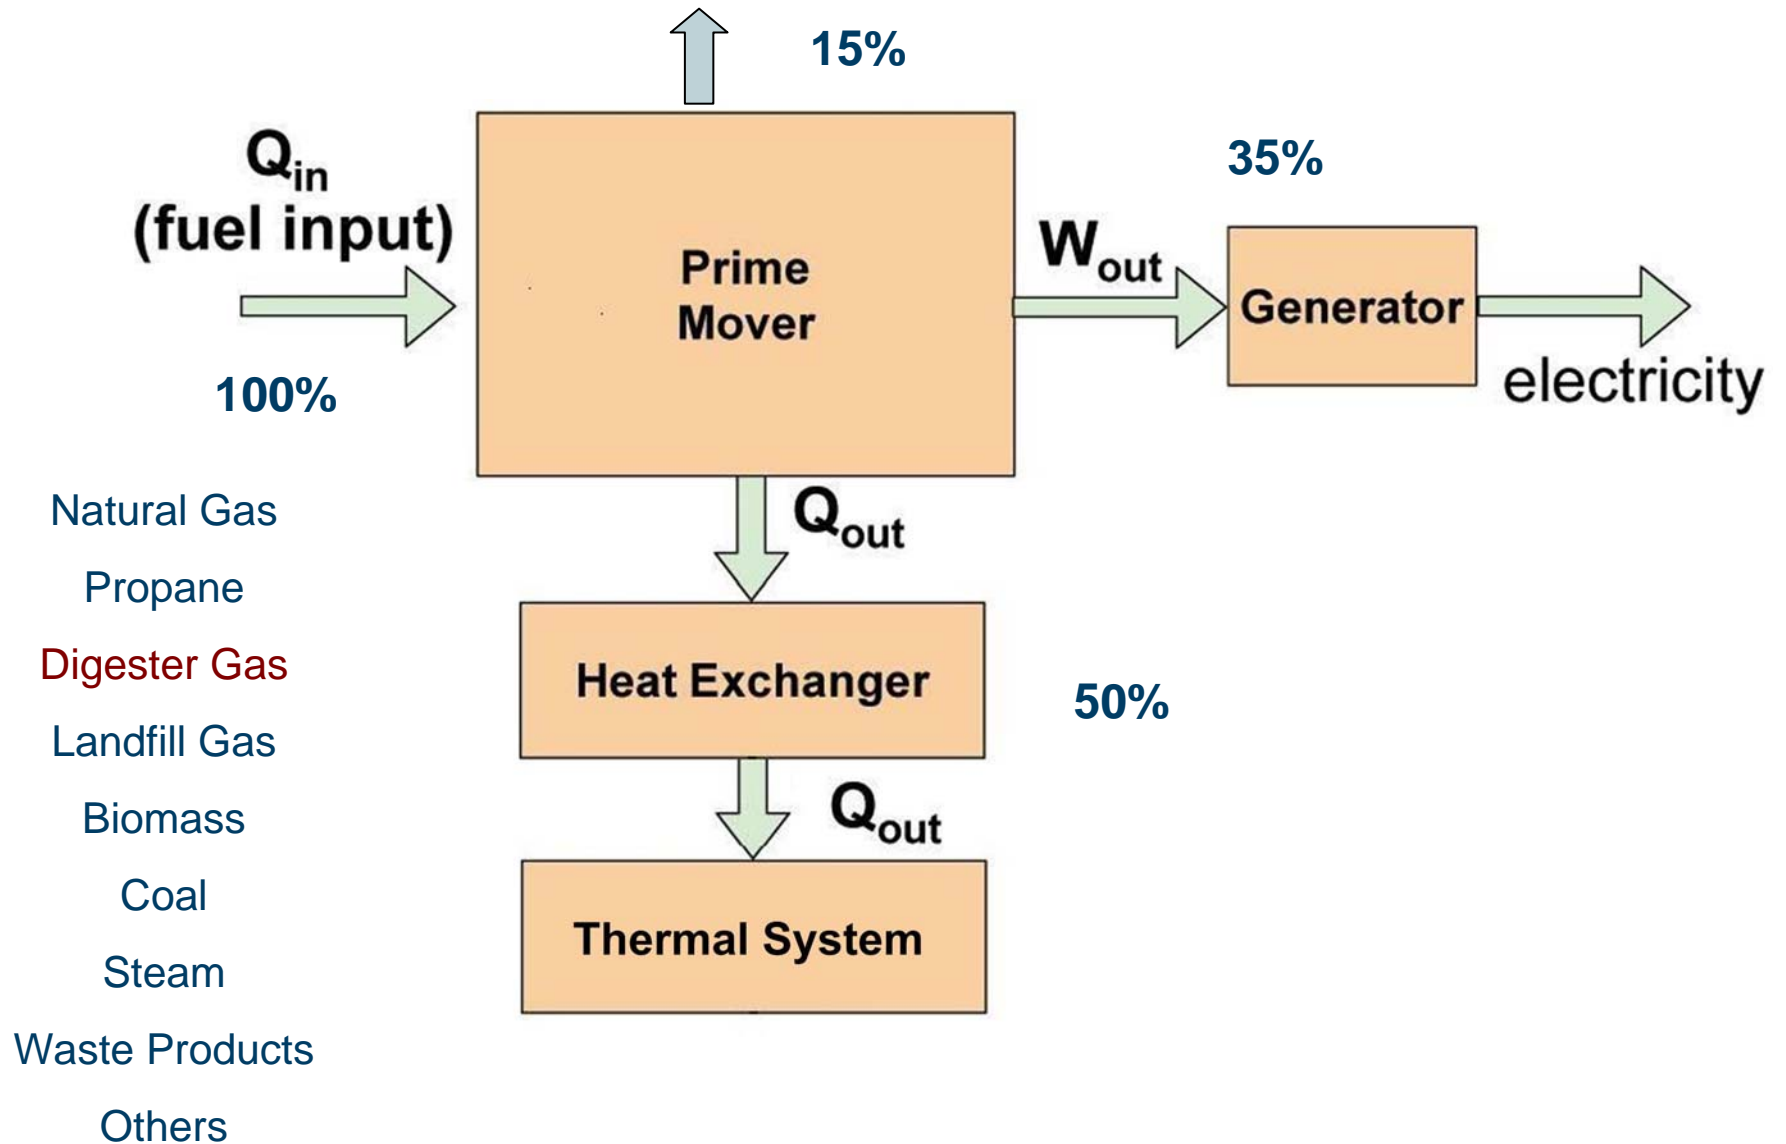 15%
Qin
(fuel input)
100%
Prime
Mover
Wout
35%
Generator
electricity
Qout
Heat Exchanger
50%
Qout
Thermal System
Natural Gas
Propane
Digester Gas
Landfill Gas
Biomass
Coal
Steam
Waste Products
Others